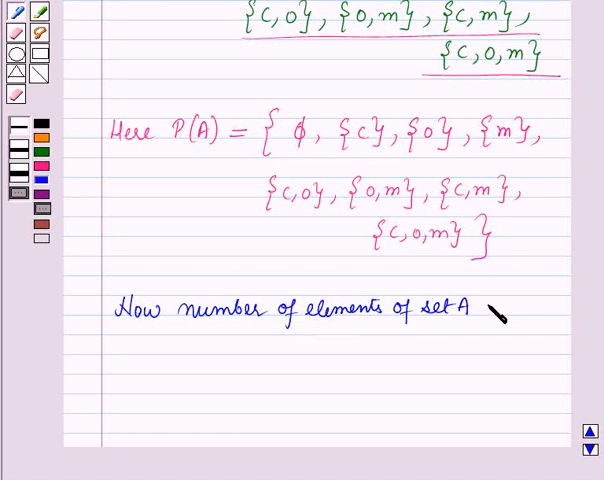 {C,O}, {O,m}, {C,m},
{C,O,m}
Here P(A) = { ϕ, {C}, {O}, {m},
{C,O}, {O,m}, {C,m},
{C,O,m} }
Now number of elements of set A